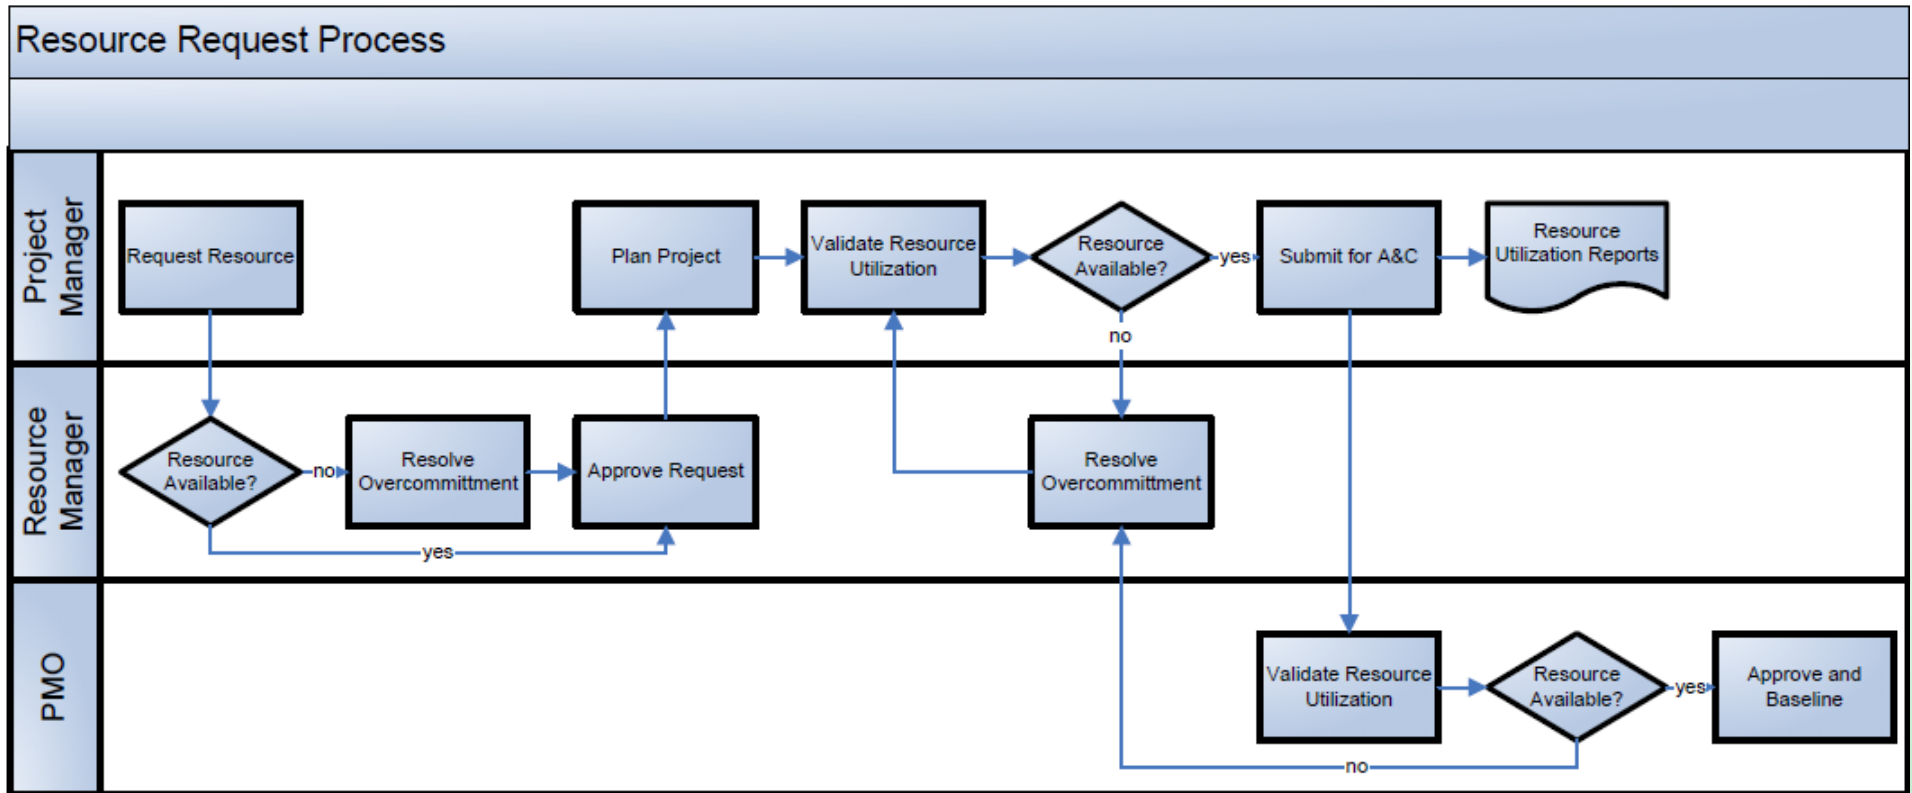 Resource Request Process
Project
Manager
Request Resource
Plan Project
Validate Resource
Utilization
Resource
Available?
yes
Submit for A&C
Resource
Utilization Reports
no
Resource
Manager
Resource
Available?
no
Resolve
Overcommittment
Approve Request
Resolve
Overcommittment
yes
PMO
Validate Resource
Utilization
Resource
Available?
yes
Approve and
Baseline
no